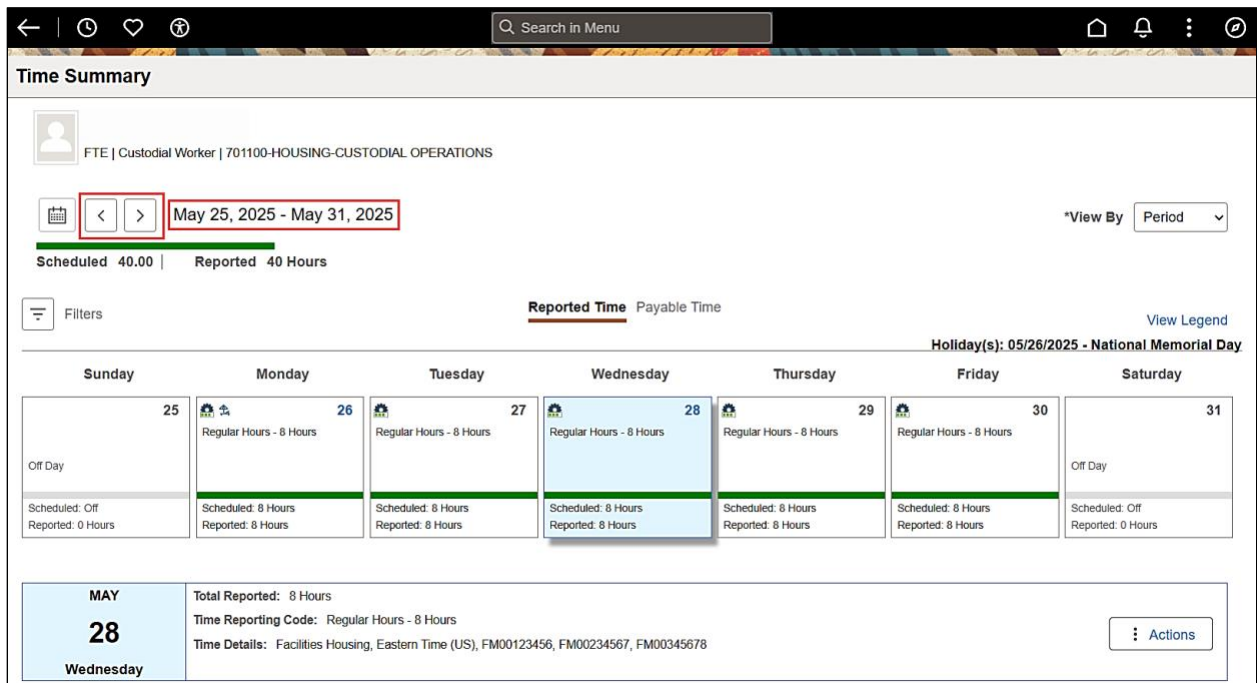 Search in Menu
Time Summary
FTE | Custodial Worker | 701100-HOUSING-CUSTODIAL OPERATIONS
May 25, 2025 - May 31, 2025
*View By Period
Scheduled 40.00 | Reported 40 Hours
Filters
Reported Time Payable Time
View Legend
Holiday(s): 05/26/2025 - National Memorial Day
Sunday Monday Tuesday Wednesday Thursday Friday Saturday
25 26 27 28 29 30 31
Regular Hours - 8 Hours Regular Hours - 8 Hours Regular Hours - 8 Hours Regular Hours - 8 Hours Regular Hours - 8 Hours
Off Day Off Day
Scheduled: Off Scheduled: 8 Hours Scheduled: 8 Hours Scheduled: 8 Hours Scheduled: 8 Hours Scheduled: 8 Hours Scheduled: Off
Reported: 0 Hours Reported: 8 Hours Reported: 8 Hours Reported: 8 Hours Reported: 8 Hours Reported: 8 Hours Reported: 0 Hours
MAY
28
Wednesday
Total Reported: 8 Hours
Time Reporting Code: Regular Hours - 8 Hours
Time Details: Facilities Housing, Eastern Time (US), FM00123456, FM00234567, FM00345678
Actions